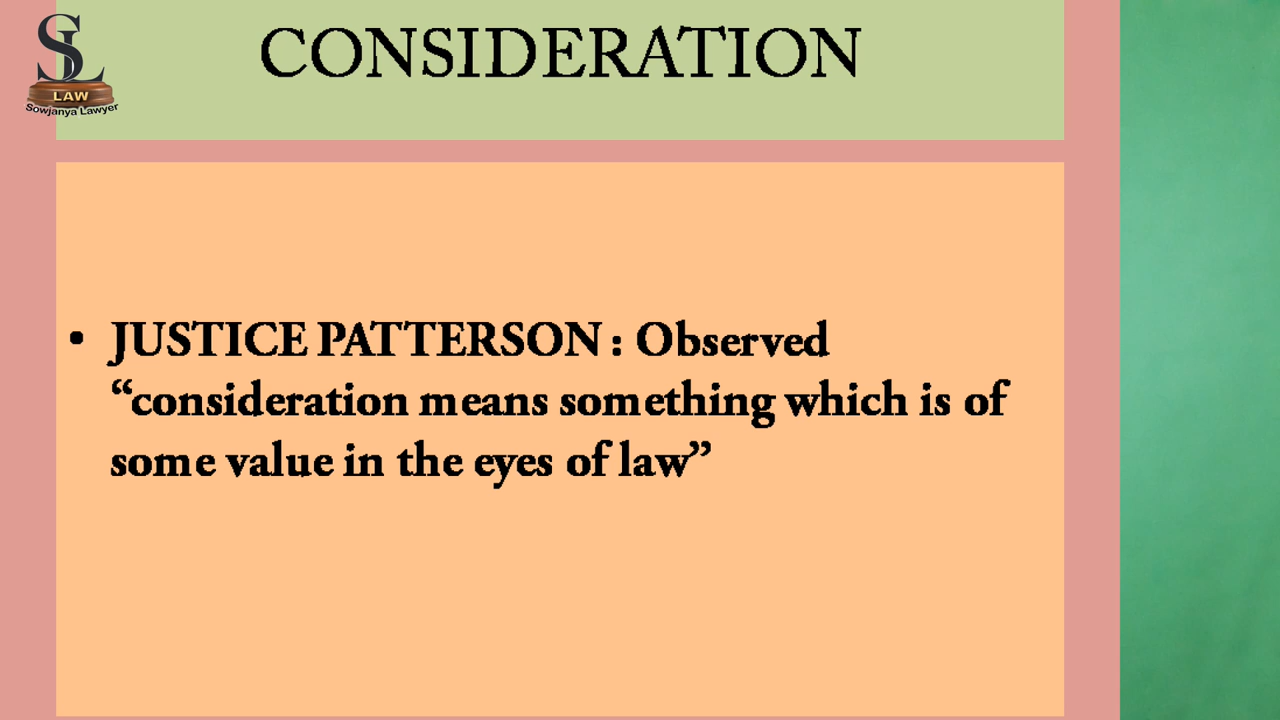 SL
LAW
Sowjanya Lawyer
CONSIDERATION
• JUSTICE PATTERSON : Observed
“consideration means something which is of
some value in the eyes of law”